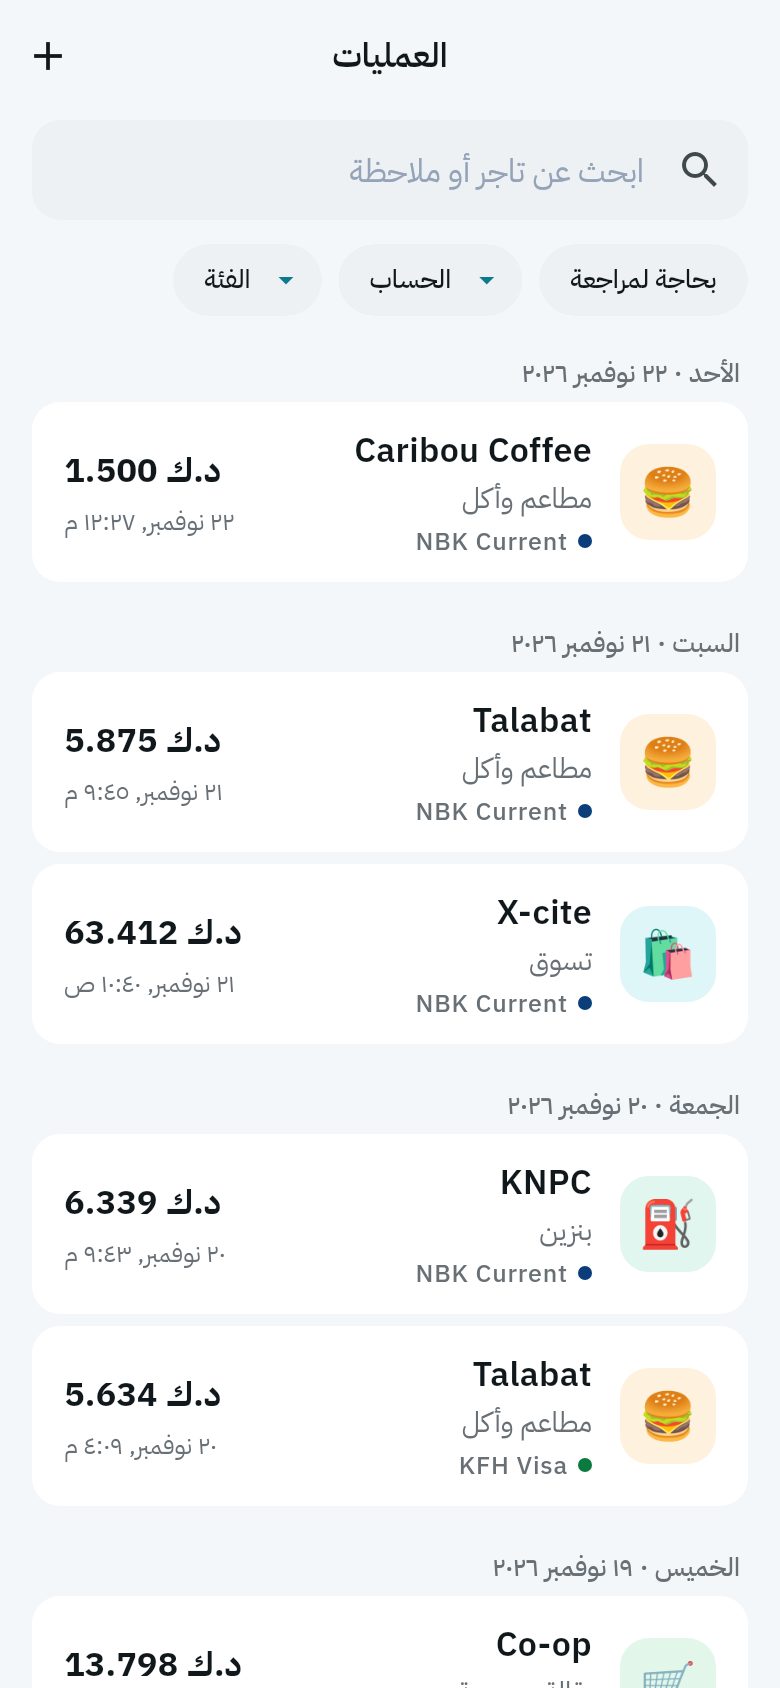 العمليات
ابحث عن تاجر أو ملاحظة
بحاجة لمراجعة
الحساب
الفئة
الأحد · ٢٢ نوفمبر ٢٠٢٦
Caribou Coffee
مطاعم وأكل
NBK Current
د.ك 1.500
٢٢ نوفمبر, ١٢:٢٧ م
السبت · ٢١ نوفمبر ٢٠٢٦
Talabat
مطاعم وأكل
NBK Current
د.ك 5.875
٢١ نوفمبر, ٩:٤٥ م
X-cite
تسوق
NBK Current
د.ك 63.412
٢١ نوفمبر, ١٠:٤٠ ص
الجمعة · ٢٠ نوفمبر ٢٠٢٦
KNPC
بنزين
NBK Current
د.ك 6.339
٢٠ نوفمبر, ٩:٤٣ م
Talabat
مطاعم وأكل
KFH Visa
د.ك 5.634
٢٠ نوفمبر, ٤:٠٩ م
الخميس · ١٩ نوفمبر ٢٠٢٦
Co-op
د.ك 13.798